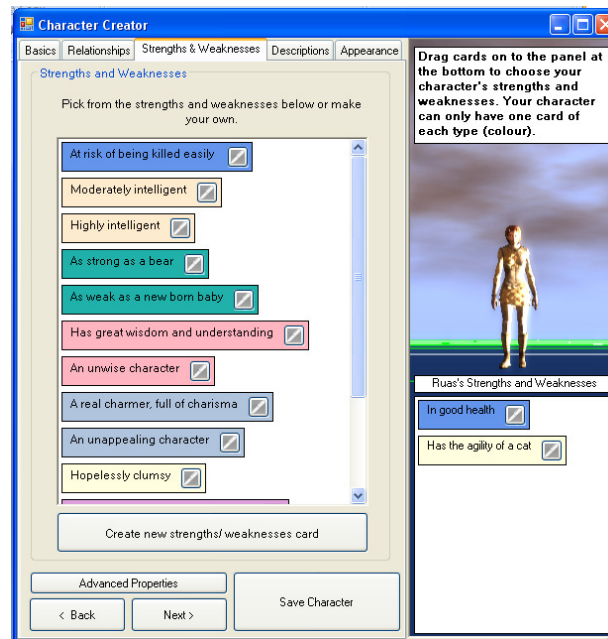 Character Creator
Basics
Relationships
Strengths & Weaknesses
Descriptions
Appearance
Strengths and Weaknesses
Pick from the strengths and weaknesses below or make
your own.
At risk of being killed easily
Moderately intelligent
Highly intelligent
As strong as a bear
As weak as a new born baby
Has great wisdom and understanding
An unwise character
A real charmer, full of charisma
An unappealing character
Hopelessly clumsy
Create new strengths/ weaknesses card
Advanced Properties
< Back
Next >
Save Character
Drag cards on to the panel at
the bottom to choose your
character's strengths and
weaknesses. Your character
can only have one card of
each type (colour).
Ruas's Strengths and Weaknesses
In good health
Has the agility of a cat